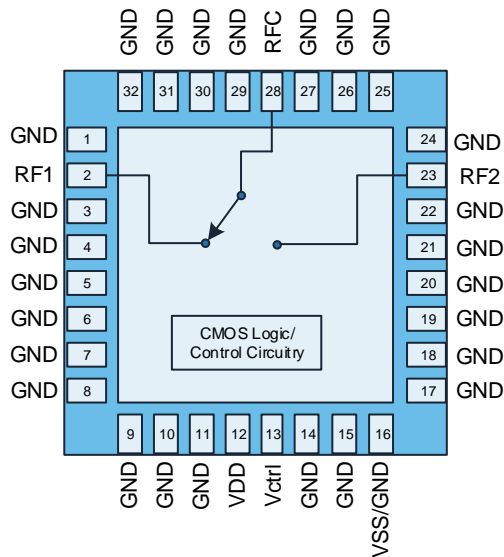 GND GND GND GND RFC GND GND GND
32 31 30 29 28 27 26 25
GND 1
RF1 2
GND 3
GND 4
GND 5
GND 6
GND 7
GND 8
24 GND
23 RF2
22 GND
21 GND
20 GND
19 GND
18 GND
17 GND
CMOS Logic/
Control Circuitry
9 10 11 12 13 14 15 16
GND GND GND VDD Vctrl GND GND VSS/GND